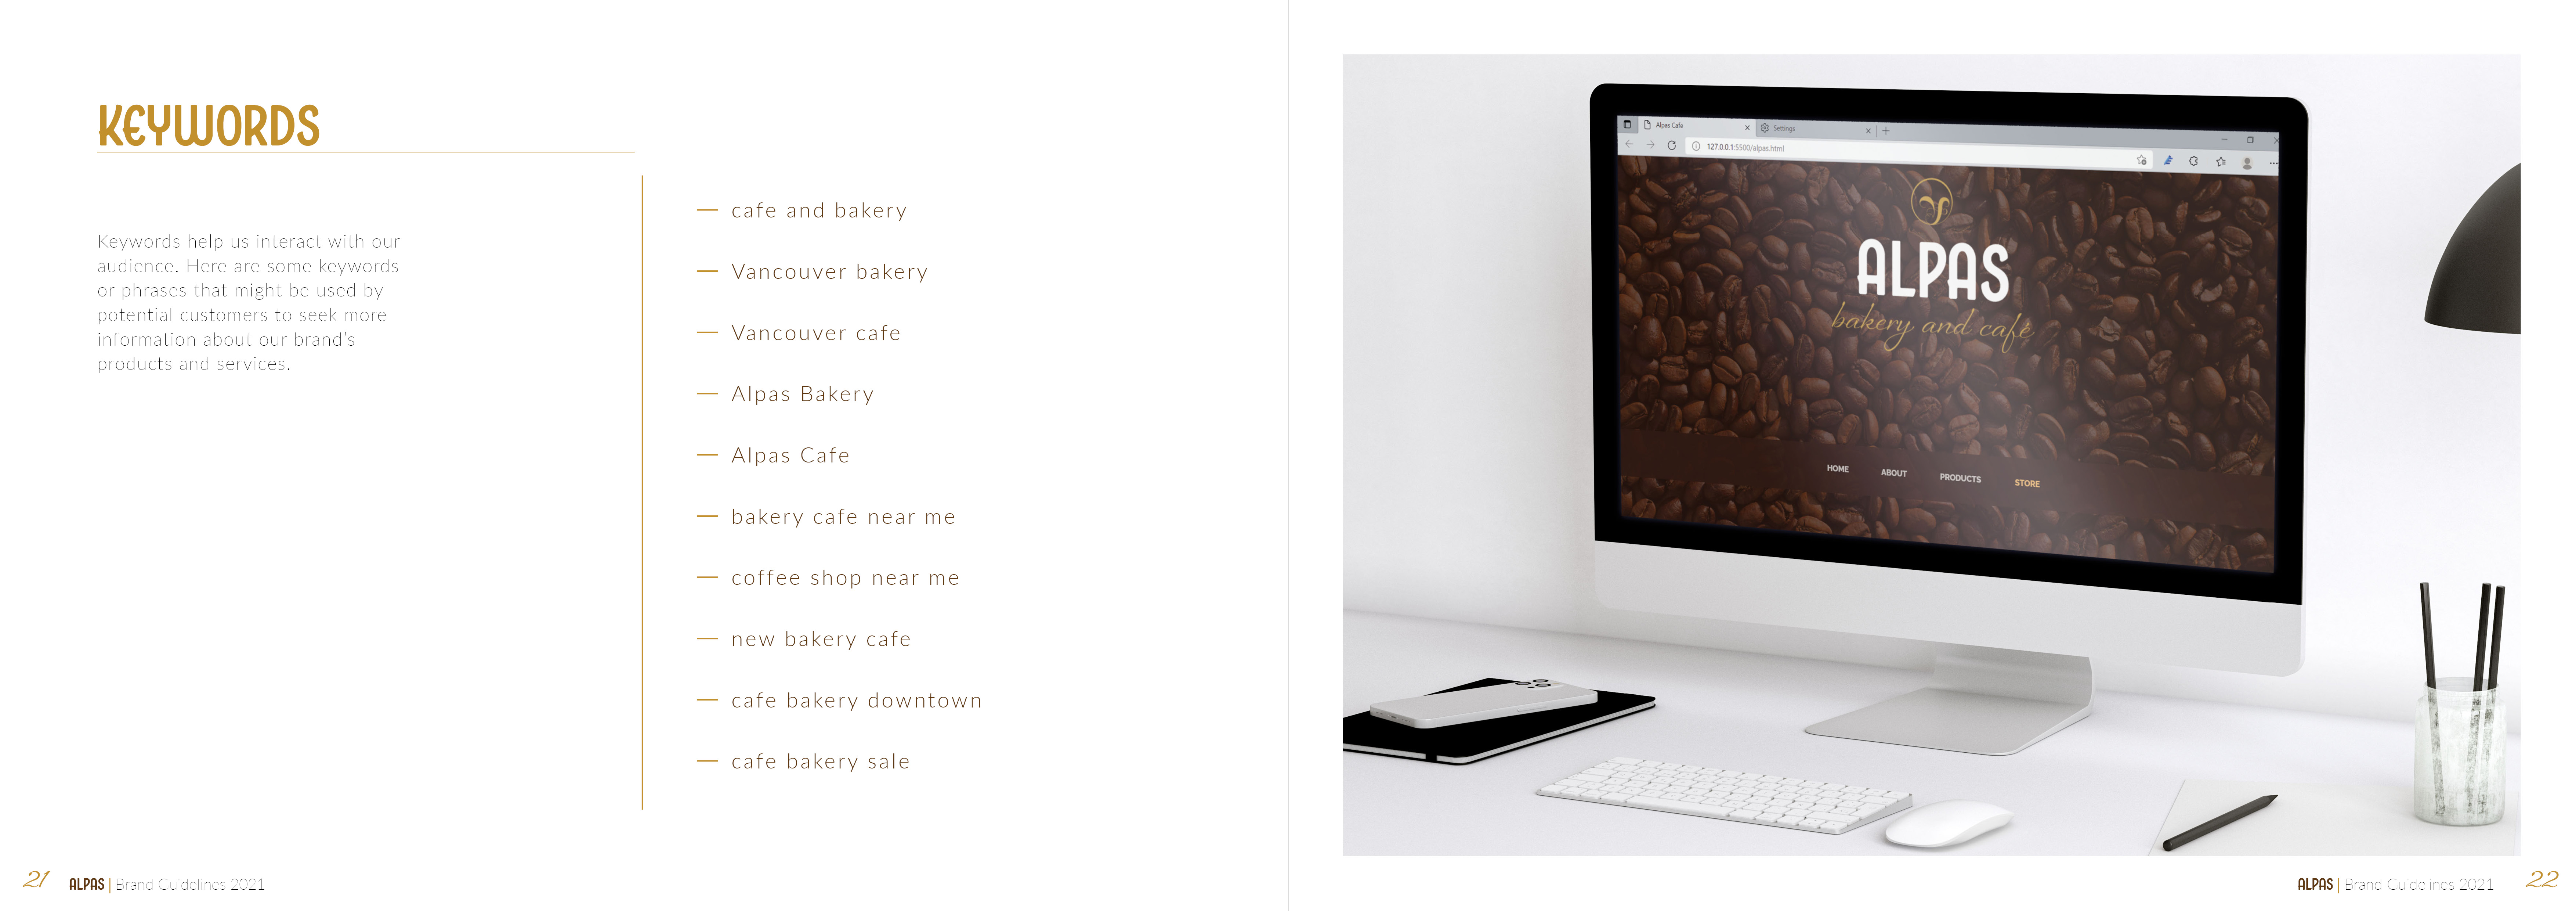 KEYWORDS
Keywords help us interact with our
audience. Here are some keywords
or phrases that might be used by
potential customers to seek more
information about our brand's
products and services.
— cafe and bakery
— Vancouver bakery
— Vancouver cafe
— Alpas Bakery
— Alpas Cafe
— bakery cafe near me
— coffee shop near me
— new bakery cafe
— cafe bakery downtown
— cafe bakery sale
21 ALPAS | Brand Guidelines 2021
Alpas Cafe
Settings
127.0.0.1:5500/alpas.html
ALPAS
bakery and café
HOME ABOUT PRODUCTS STORE
ALPAS | Brand Guidelines 2021 22